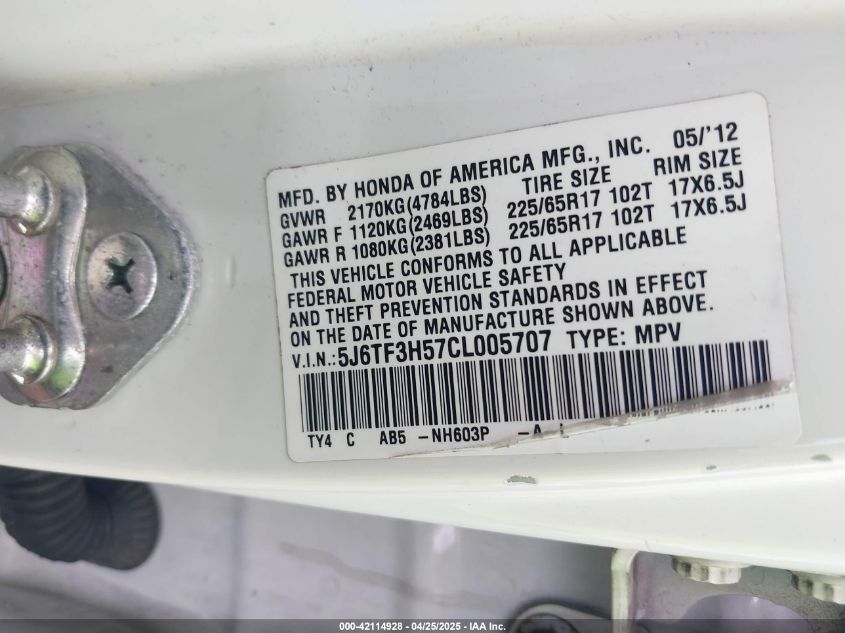 MFD. BY HONDA OF AMERICA MFG., INC. 05/'12
GVWR 2170KG(4784LBS) TIRE SIZE RIM SIZE
GAWR F 1120KG(2469LBS) 225/65R17 102T 17X6.5J
GAWR R 1080KG(2381LBS) 225/65R17 102T 17X6.5J
THIS VEHICLE CONFORMS TO ALL APPLICABLE
FEDERAL MOTOR VEHICLE SAFETY
AND THEFT PREVENTION STANDARDS IN EFFECT
ON THE DATE OF MANUFACTURE SHOWN ABOVE.
V.I.N.: 5J6TF3H57CL005707 TYPE: MPV
TY4 C AB5 -NH603P -A
000-42114928 - 04/25/2025 - IAA Inc.